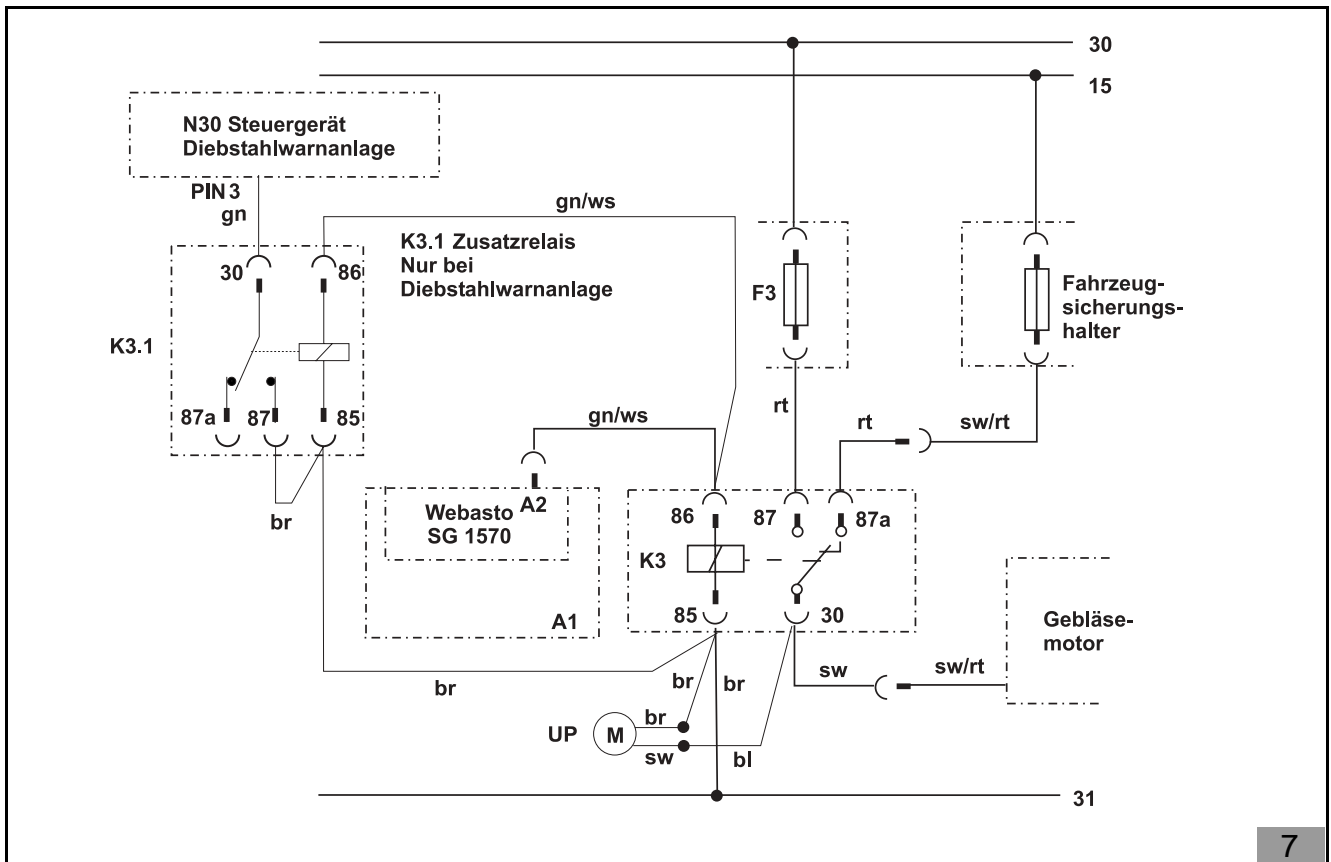 30
15
N30 Steuergerät
Diebstahlwarnanlage
PIN 3
gn
gn/ws
K3.1 Zusatzrelais
Nur bei
Diebstahlwarnanlage
30
86
K3.1
87a
87
85
br
F3
Fahrzeug-
sicherungs-
halter
rt
rt
sw/rt
gn/ws
A2
Webasto
SG 1570
A1
86
87
87a
K3
85
30
Gebläse-
motor
br
br
br
sw
sw/rt
UP
M
br
sw
bl
31
7